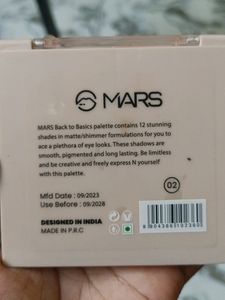 MARS
MARS Back to Basics palette contains 12 stunning
shades in matte/shimmer formulations for you to
ace a plethora of eye looks. These shadows are
smooth, pigmented and long lasting. Be limitless
and be creative and freely express N yourself
with this palette.
02
Mfd Date : 09/2023
Use Before : 09/2028
DESIGNED IN INDIA
MADE IN P.R.C